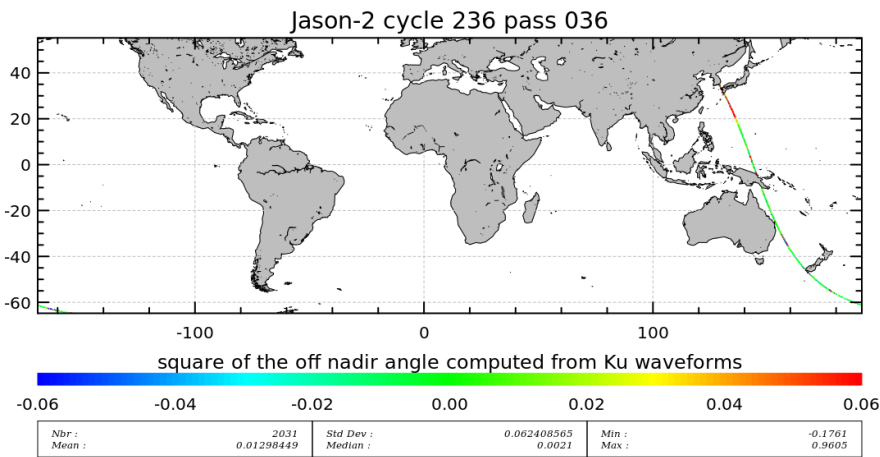 Jason-2 cycle 236 pass 036
40
20
0
-20
-40
-60
-100 0 100
square of the off nadir angle computed from Ku waveforms
-0.06 -0.04 -0.02 0.00 0.02 0.04 0.06
Nbr : 2031 Std Dev : 0.062408565 Min : -0.1761
Mean : 0.01298449 Median : 0.0021 Max : 0.9605